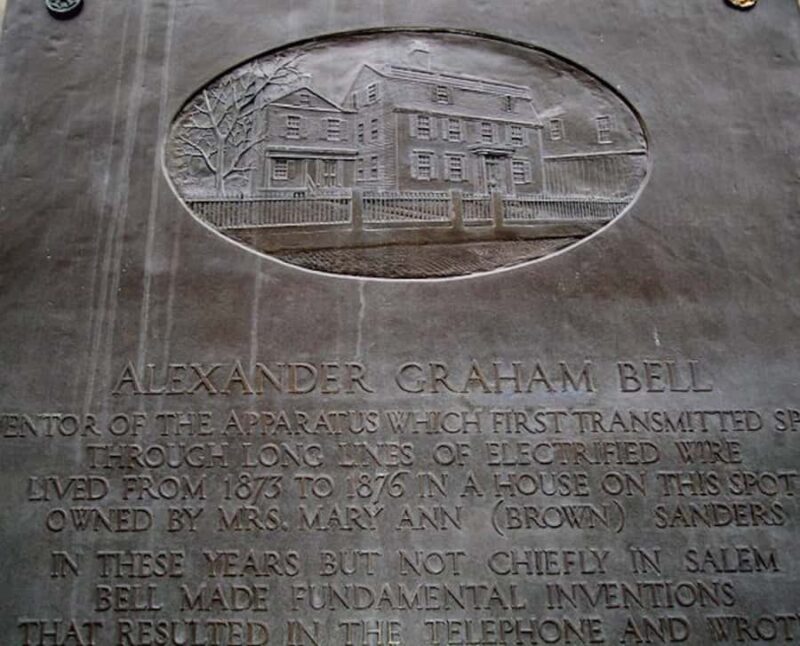 ALEXANDER GRAHAM BELL
VENTOR OF THE APPARATUS WHICH FIRST TRANSMITTED SP
THROUGH LONG LINES OF ELECTRIFIED WIRE
LIVED FROM 1873 TO 1876 IN A HOUSE ON THIS SPOT
OWNED BY MRS. MARY ANN (BROWN) SANDERS
IN THESE YEARS BUT NOT CHIEFLY IN SALEM
BELL MADE FUNDAMENTAL INVENTIONS
THAT RESULTED IN THE TELEPHONE AND WROT